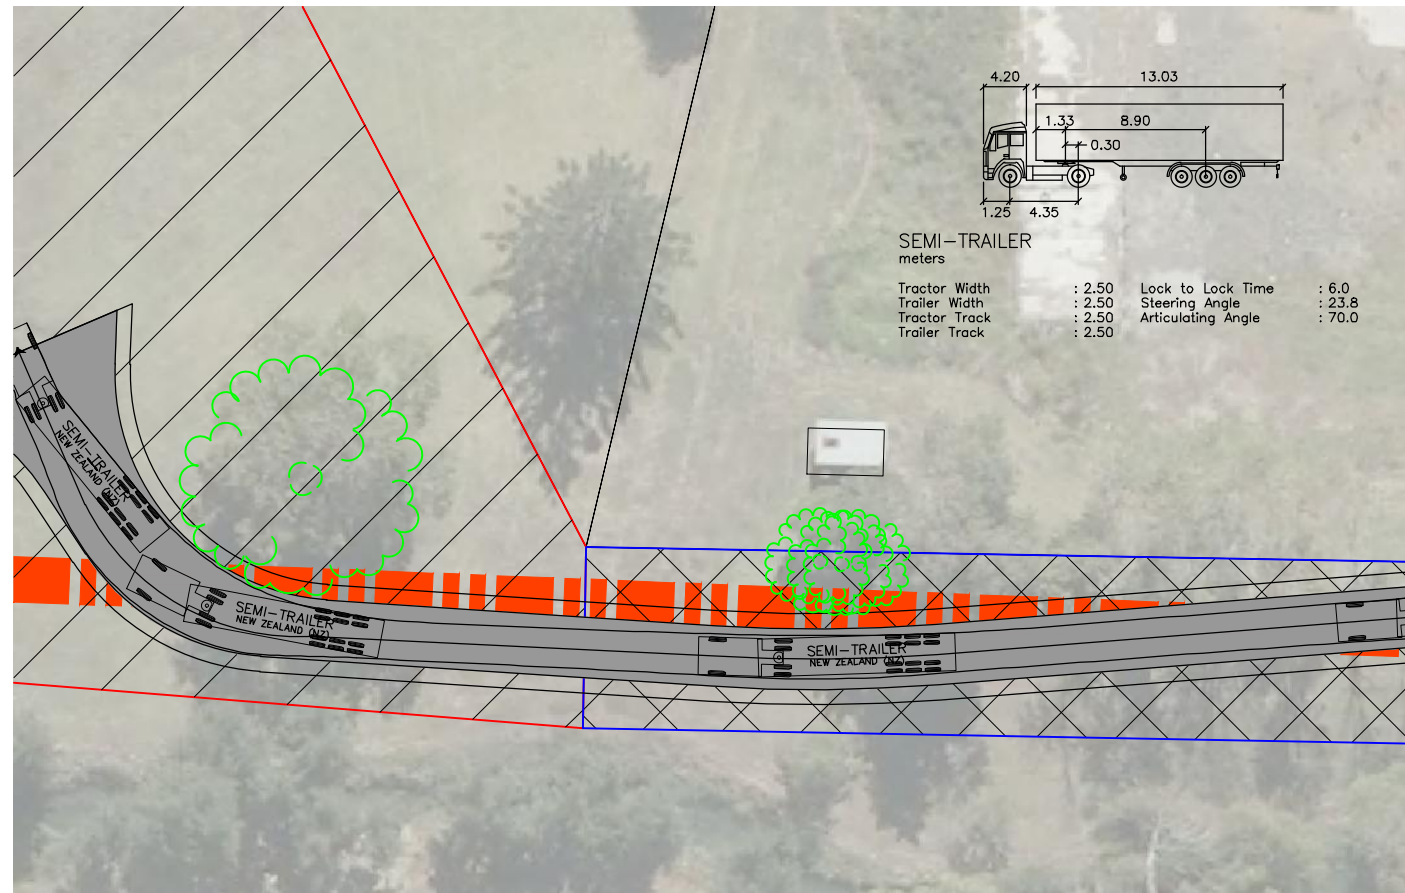 4.20 13.03
1.33 8.90
0.30
1.25 4.35
SEMI-TRAILER
meters
Tractor Width : 2.50 Lock to Lock Time : 6.0
Trailer Width : 2.50 Steering Angle : 23.8
Tractor Track : 2.50 Articulating Angle : 70.0
Trailer Track : 2.50
SEMI-TRAILER
NEW ZEALAND (NZ)
SEMI-TRAILER
NEW ZEALAND (NZ)
SEMI-TRAILER
NEW ZEALAND (NZ)